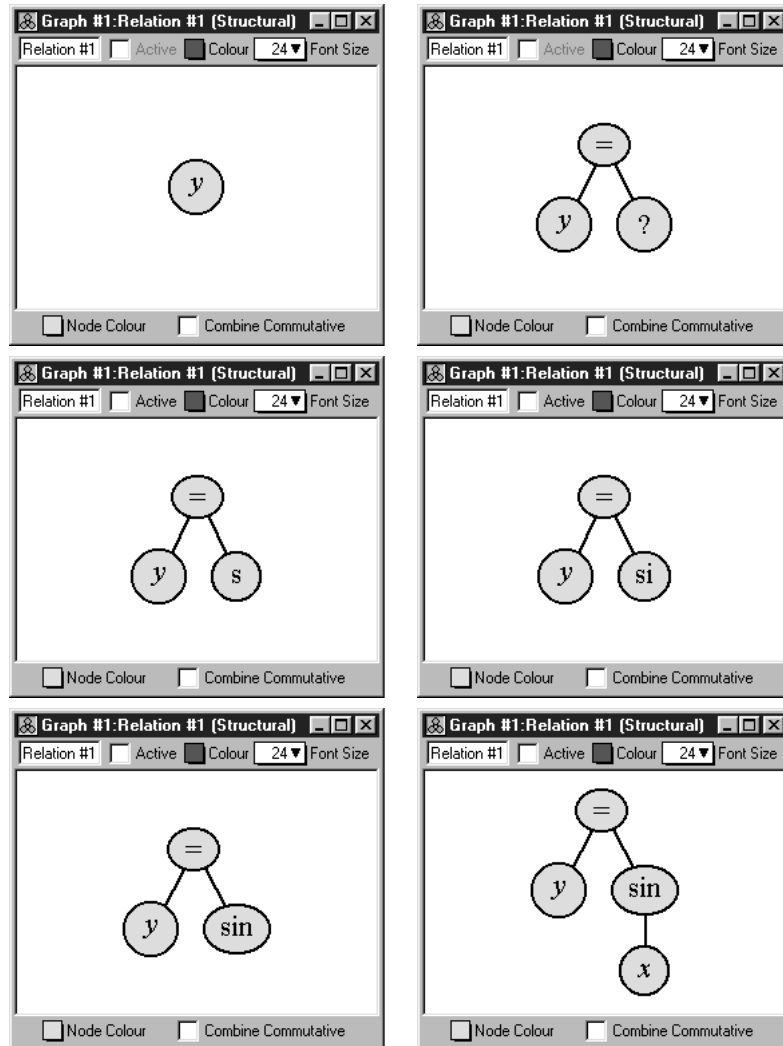 Graph #1:Relation #1 (Structural)
Relation #1 Active Colour 24 Font Size
y
Node Colour Combine Commutative
Graph #1:Relation #1 (Structural)
Relation #1 Active Colour 24 Font Size
=
y ?
Node Colour Combine Commutative
Graph #1:Relation #1 (Structural)
Relation #1 Active Colour 24 Font Size
=
y s
Node Colour Combine Commutative
Graph #1:Relation #1 (Structural)
Relation #1 Active Colour 24 Font Size
=
y si
Node Colour Combine Commutative
Graph #1:Relation #1 (Structural)
Relation #1 Active Colour 24 Font Size
=
y sin
Node Colour Combine Commutative
Graph #1:Relation #1 (Structural)
Relation #1 Active Colour 24 Font Size
=
y sin
x
Node Colour Combine Commutative